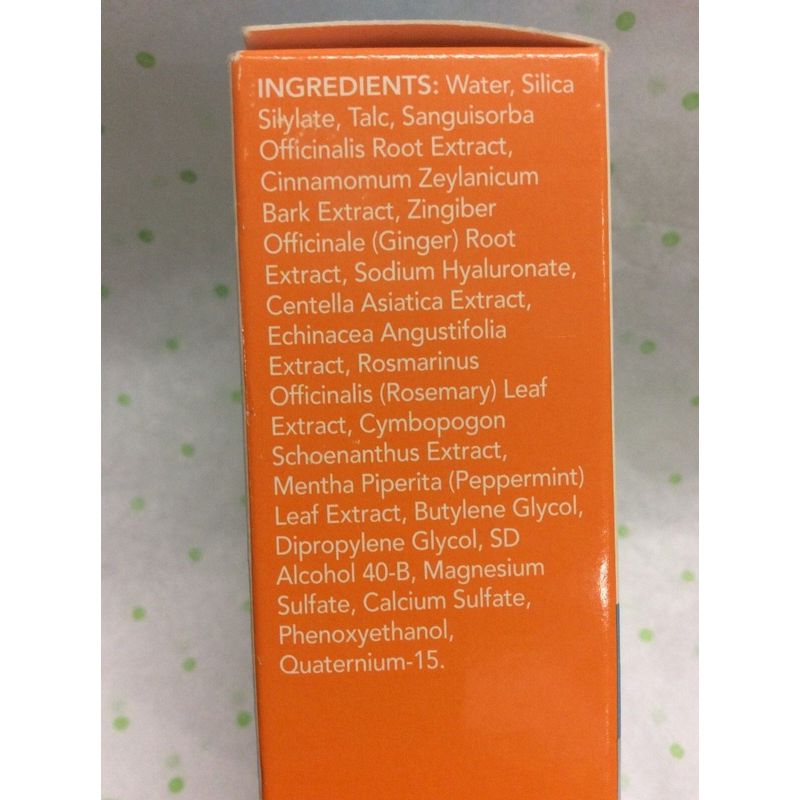 INGREDIENTS: Water, Silica
Silylate, Talc, Sanguisorba
Officinalis Root Extract,
Cinnamomum Zeylanicum
Bark Extract, Zingiber
Officinale (Ginger) Root
Extract, Sodium Hyaluronate,
Centella Asiatica Extract,
Echinacea Angustifolia
Extract, Rosmarinus
Officinalis (Rosemary) Leaf
Extract, Cymbopogon
Schoenanthus Extract,
Mentha Piperita (Peppermint)
Leaf Extract, Butylene Glycol,
Dipropylene Glycol, SD
Alcohol 40-B, Magnesium
Sulfate, Calcium Sulfate,
Phenoxyethanol,
Quaternium-15.